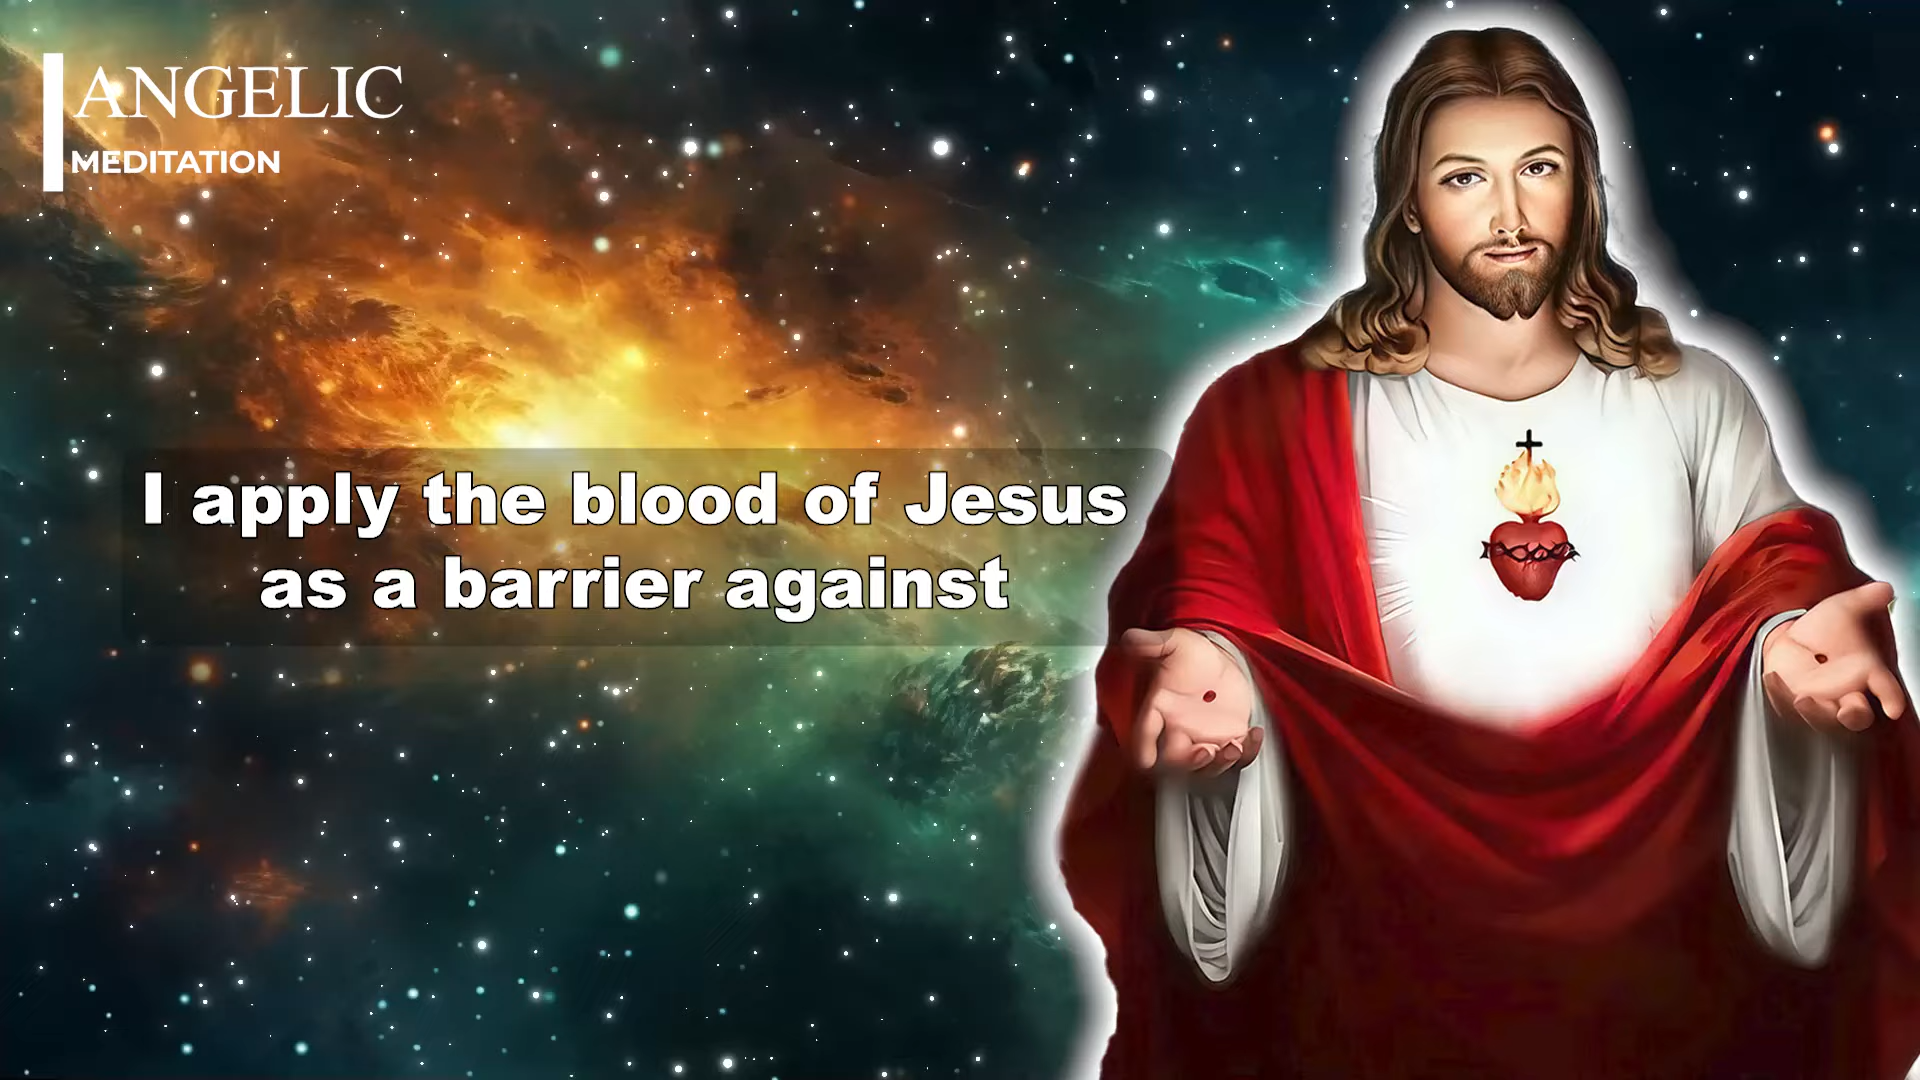 ANGELIC
MEDITATION
I apply the blood of Jesus
as a barrier against